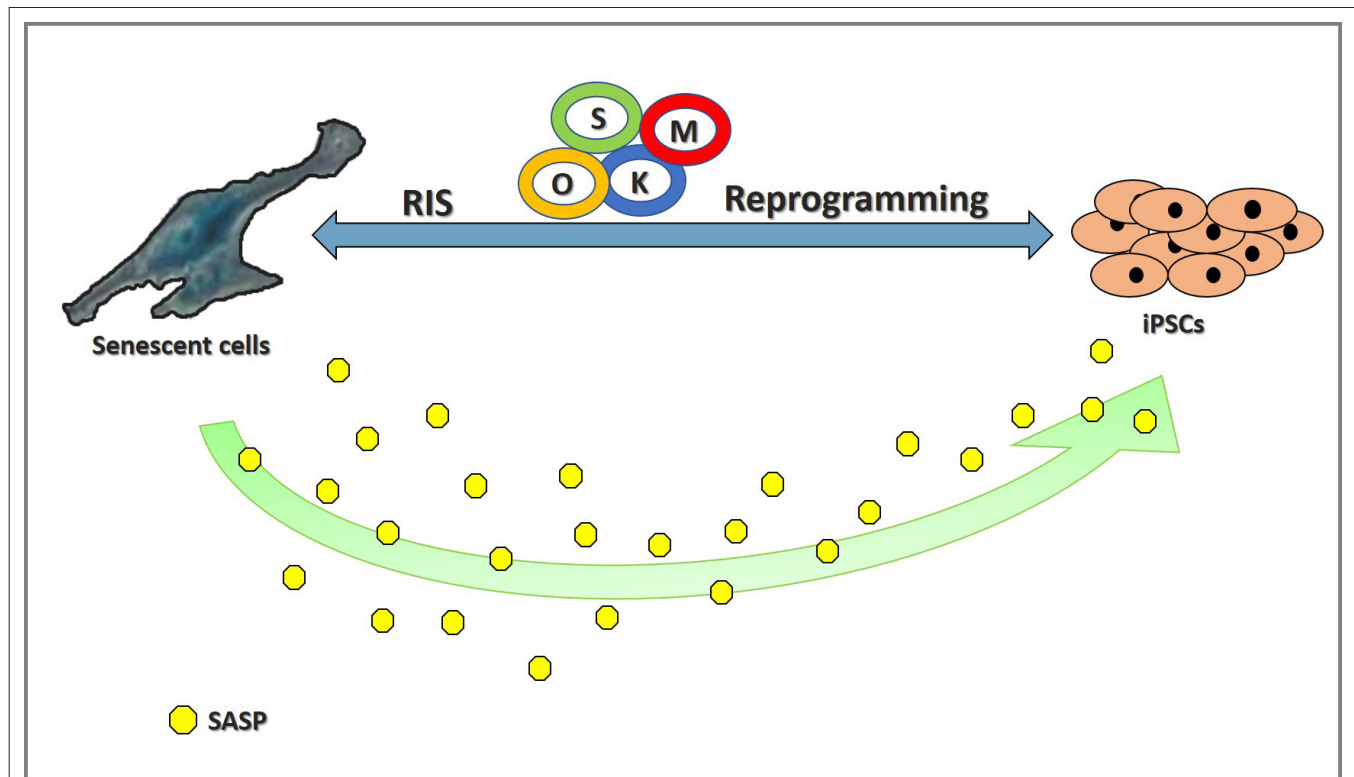 S
M
O
K
RIS
Reprogramming
Senescent cells
iPSCs
SASP